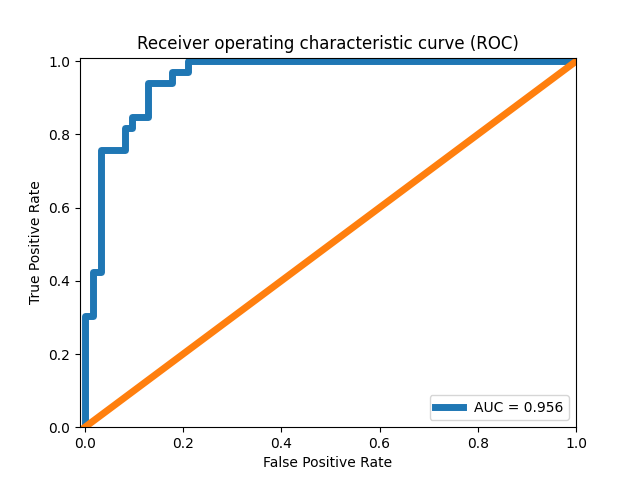 Receiver operating characteristic curve (ROC)
True Positive Rate
1.0
0.8
0.6
0.4
0.2
0.0
0.0 0.2 0.4 0.6 0.8 1.0
False Positive Rate
AUC = 0.956